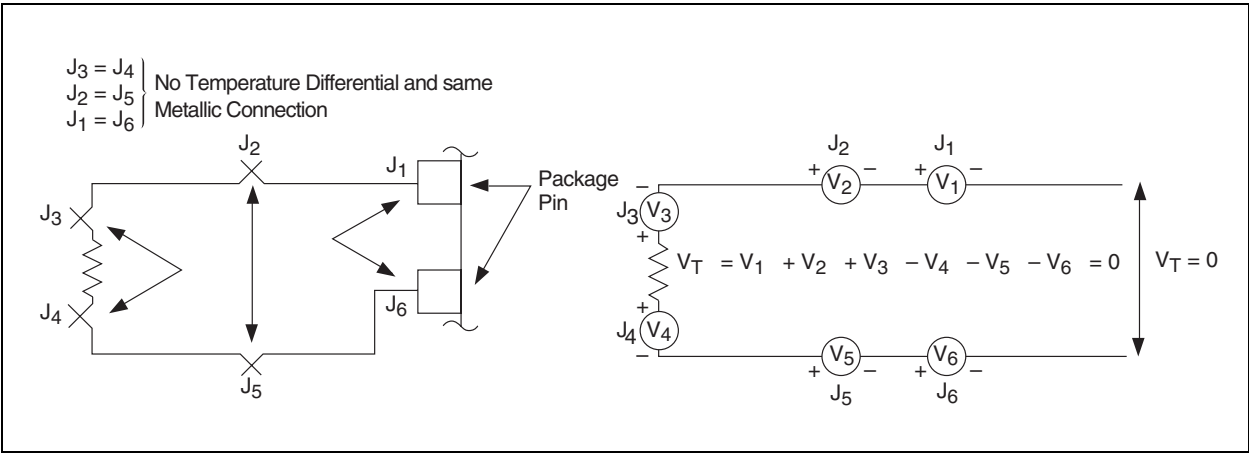 J3 = J4
J2 = J5
J1 = J6
No Temperature Differential and same
Metallic Connection
J2
J1
J3
J4
J5
J6
Package
Pin
J2
J1
+ V2 –
+ V1 –
–
J3 V3
+
VT = V1 + V2 + V3 – V4 – V5 – V6 = 0
VT = 0
+
J4 V4
–
V5
V6
+ –
+ –
J5
J6